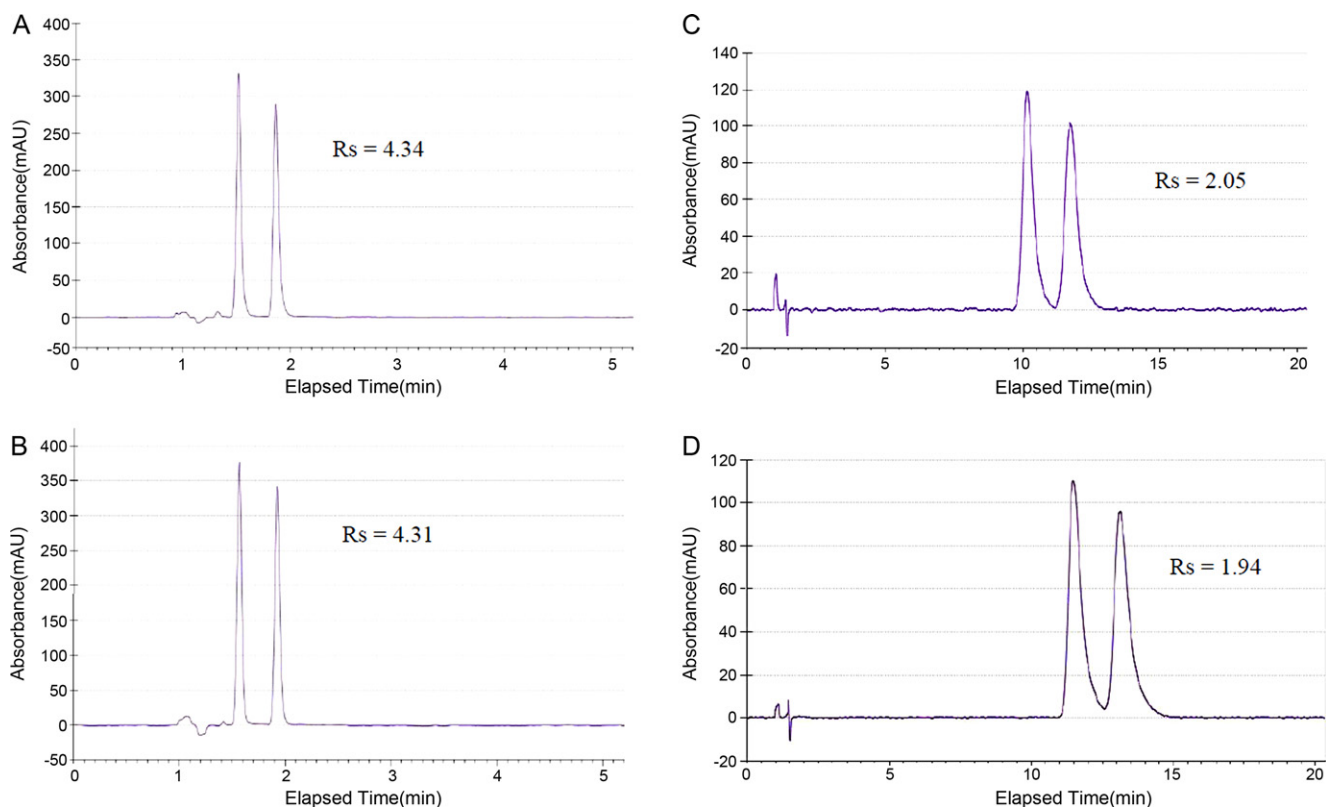 A
400
350
300
250
200
150
100
50
0
-50
Absorbance(mAU)
Rs = 4.34
0 1 2 3 4 5
Elapsed Time(min)
B
400
350
300
250
200
150
100
50
0
-50
Absorbance(mAU)
Rs = 4.31
0 1 2 3 4 5
Elapsed Time(min)
C
140
120
100
80
60
40
20
0
-20
Absorbance(mAU)
Rs = 2.05
0 5 10 15 20
Elapsed Time(min)
D
120
100
80
60
40
20
0
-20
Absorbance(mAU)
Rs = 1.94
0 5 10 15 20
Elapsed Time(min)